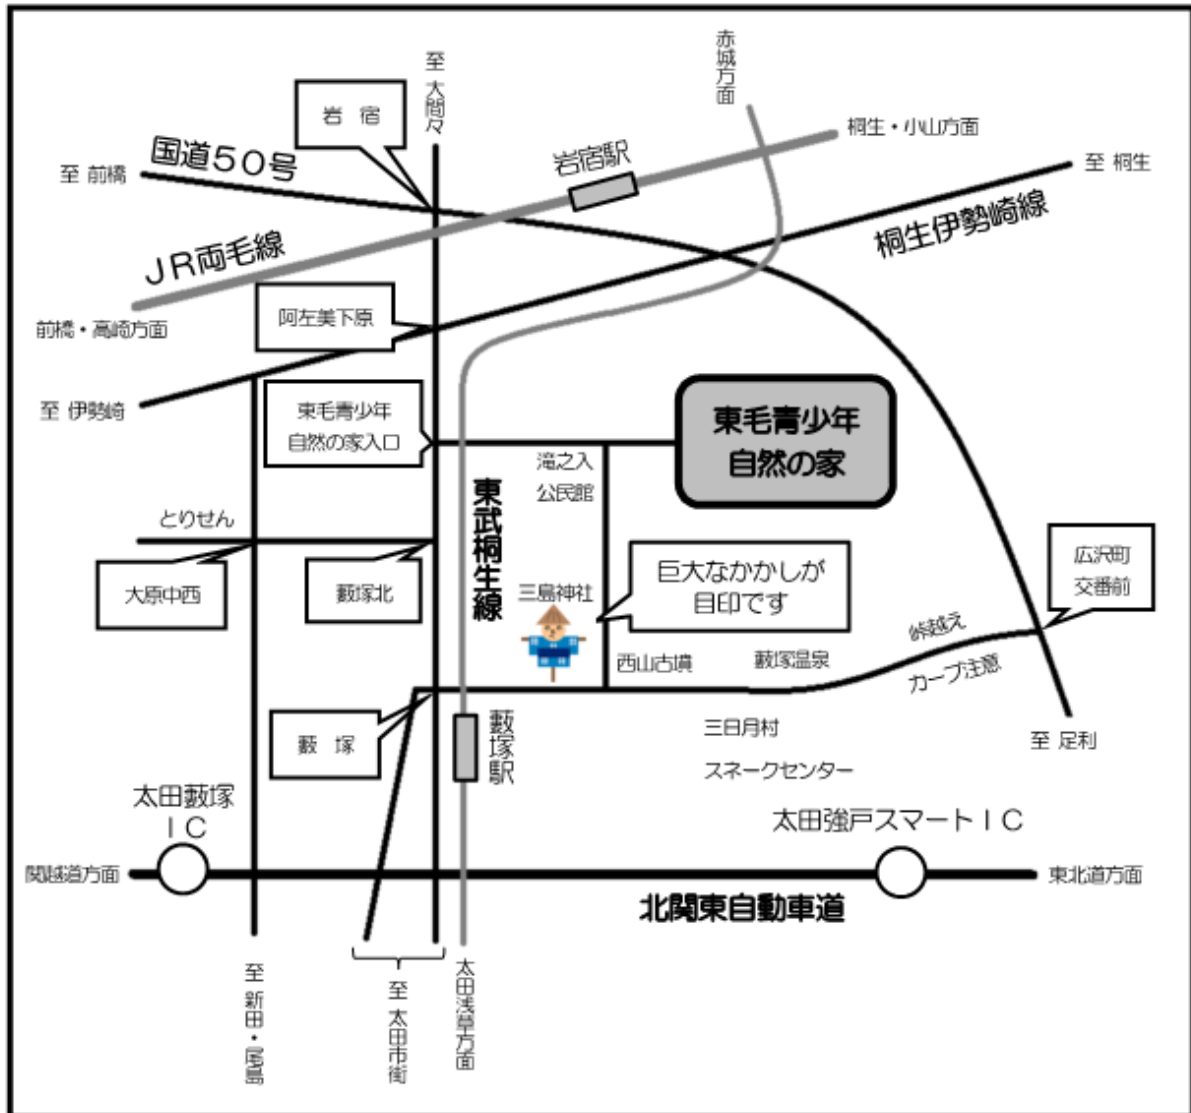 赤城方面
至 大間々
岩 宿
国道50号
岩宿駅
桐生・小山方面
至 前橋
至 桐生
JR両毛線
桐生伊勢崎線
阿左美下原
前橋・高崎方面
至 伊勢崎
東毛青少年
自然の家入口
東毛青少年
自然の家
滝之入
公民館
東武桐生線
とりせん
大原中西
藪塚北
三島神社
巨大なかかしが
目印です
広沢町
交番前
峠越え
カーブ注意
西山古墳
藪塚温泉
藪 塚
藪塚駅
三日月村
スネークセンター
至 足利
太田藪塚
IC
太田強戸スマートIC
関越道方面
東北道方面
北関東自動車道
至 新田・尾島
至 太田市街
太田浅草方面